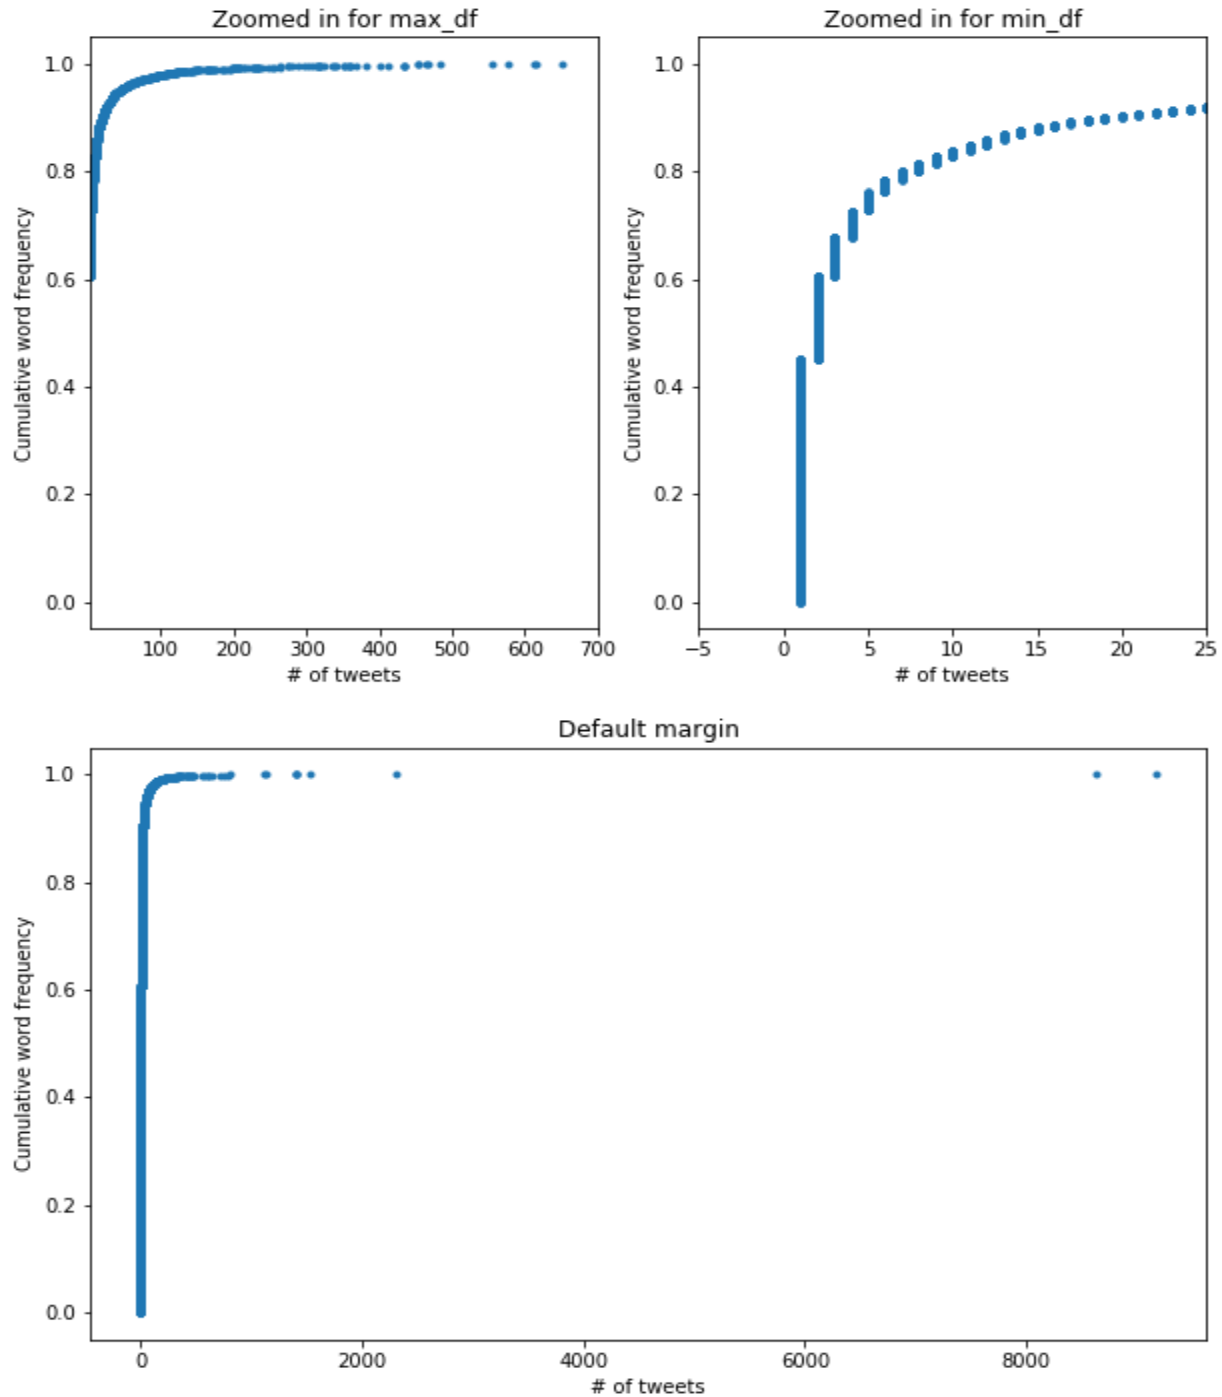 Zoomed in for max_df
Cumulative word frequency
1.0
0.8
0.6
0.4
0.2
0.0
100 200 300 400 500 600 700
# of tweets
Zoomed in for min_df
Cumulative word frequency
1.0
0.8
0.6
0.4
0.2
0.0
−5 0 5 10 15 20 25
# of tweets
Default margin
Cumulative word frequency
1.0
0.8
0.6
0.4
0.2
0.0
0 2000 4000 6000 8000
# of tweets